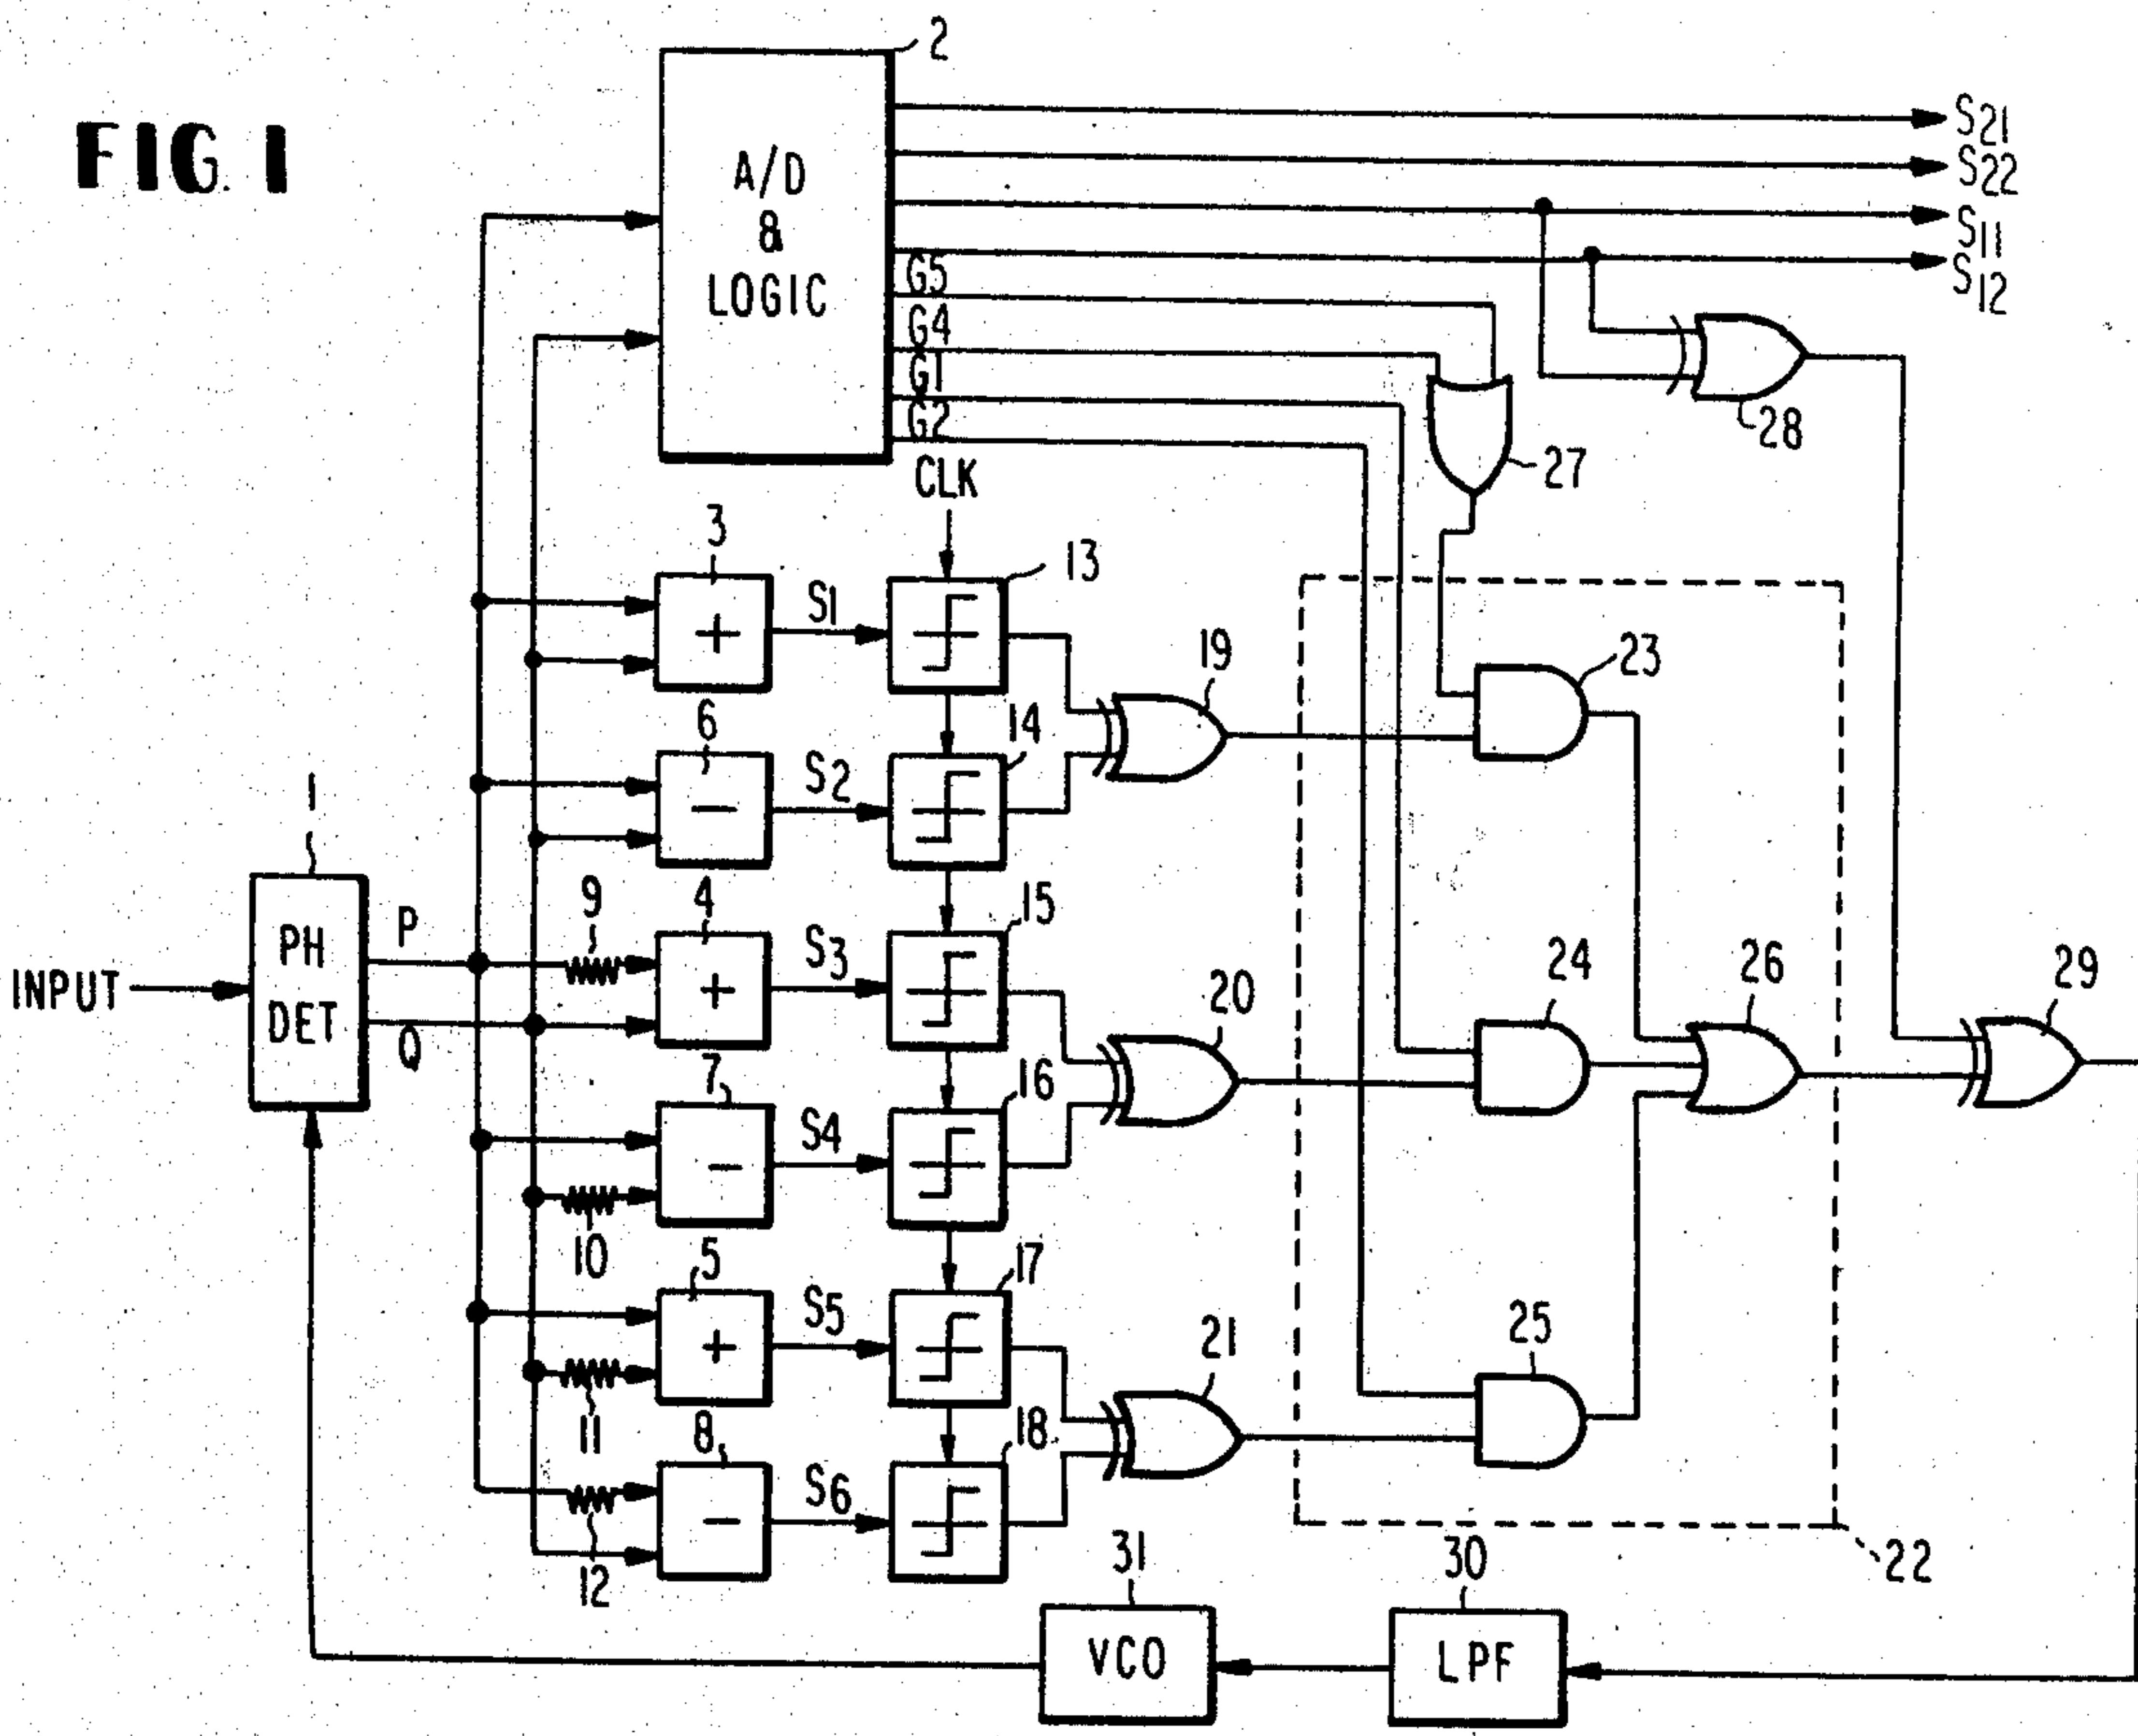 FIG. 1
2
A/D
&
LOGIC
S21
S22
S11
S12
G5
G4
G1
G2
CLK
28
27
3
+
S1
13
19
23
6
−
S2
14
1
PH
DET
INPUT
P
Q
9
4
+
S3
15
20
24
26
29
7
−
S4
16
10
5
+
S5
17
21
25
11
8
−
S6
18
12
22
31
VCO
30
LPF